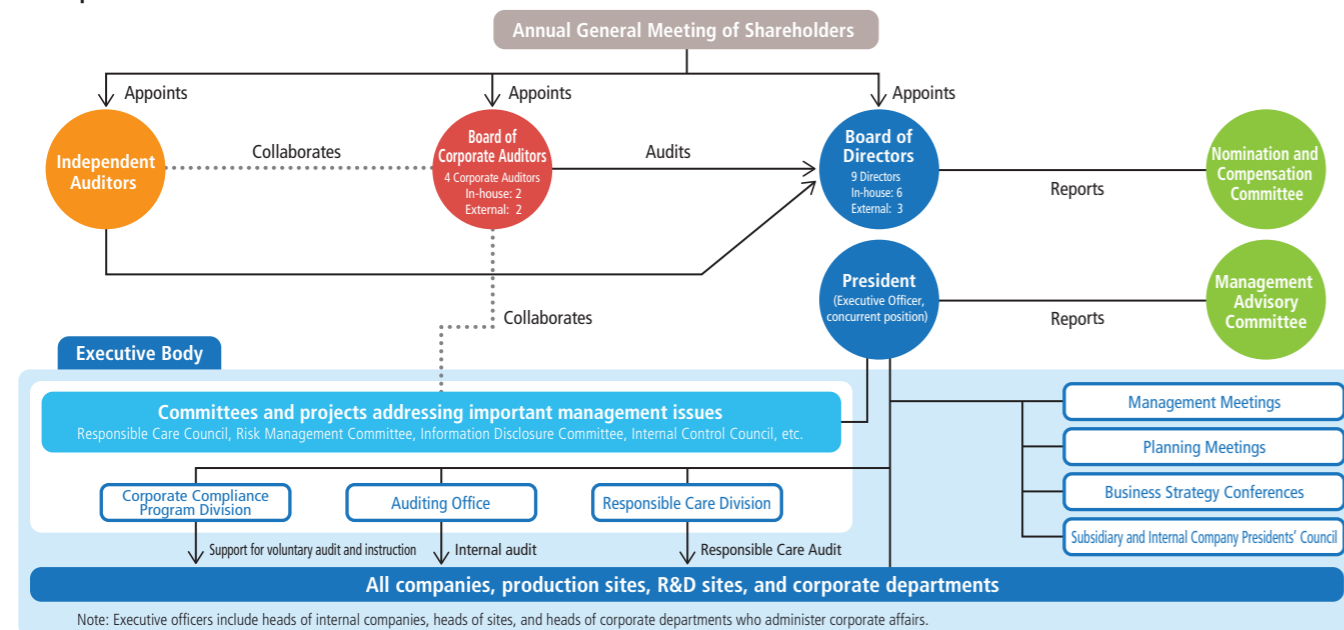 Annual General Meeting of Shareholders
Appoints
Appoints
Appoints
Independent
Auditors
Collaborates
Board of
Corporate Auditors
4 Corporate Auditors
In-house: 2
External: 2
Audits
Board of
Directors
9 Directors
In-house: 6
External: 3
Reports
Nomination and
Compensation
Committee
President
(Executive Officer,
concurrent position)
Reports
Management
Advisory
Committee
Collaborates
Executive Body
Committees and projects addressing important management issues
Responsible Care Council, Risk Management Committee, Information Disclosure Committee, Internal Control Council, etc.
Management Meetings
Planning Meetings
Business Strategy Conferences
Subsidiary and Internal Company Presidents' Council
Corporate Compliance
Program Division
Auditing Office
Responsible Care Division
Support for voluntary audit and instruction
Internal audit
Responsible Care Audit
All companies, production sites, R&D sites, and corporate departments
Note: Executive officers include heads of internal companies, heads of sites, and heads of corporate departments who administer corporate affairs.